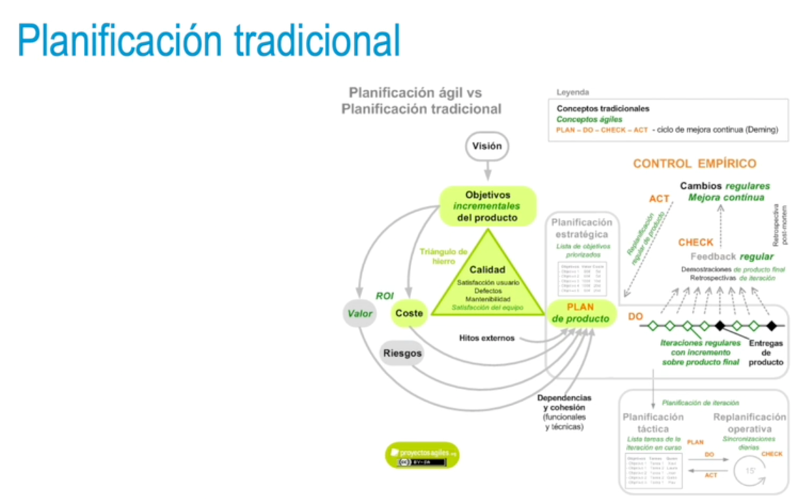 Planificación tradicional
Planificación ágil vs
Planificación tradicional
Leyenda
Conceptos tradicionales
Conceptos ágiles
PLAN – DO – CHECK – ACT - ciclo de mejora continua (Deming)
Visión
CONTROL EMPÍRICO
Cambios regulares
Mejora continua
ACT
Objetivos
incrementales
del producto
Replanificación
regular de producto
Retrospectiva
post-mortem
Planificación
estratégica
Lista de objetivos
priorizados
CHECK
Feedback regular
Demostraciones de producto final
Retrospectivas de iteración
Triángulo de
hierro
Calidad
Satisfacción usuario
Defectos
Mantenibilidad
Satisfacción del equipo
ROI
Valor
Coste
PLAN
de producto
DO
Hitos externos
Riesgos
Iteraciones regulares
con incremento
sobre producto final
Entregas
de
producto
Dependencias
y cohesión
(funcionales
y técnicas)
Planificación de iteración
Planificación
táctica
Lista tareas de la
iteración en curso
Replanificación
operativa
Sincronizaciones
diarias
PLAN
DO
CHECK
ACT
15'
proyectosagiles.org
BY-SA